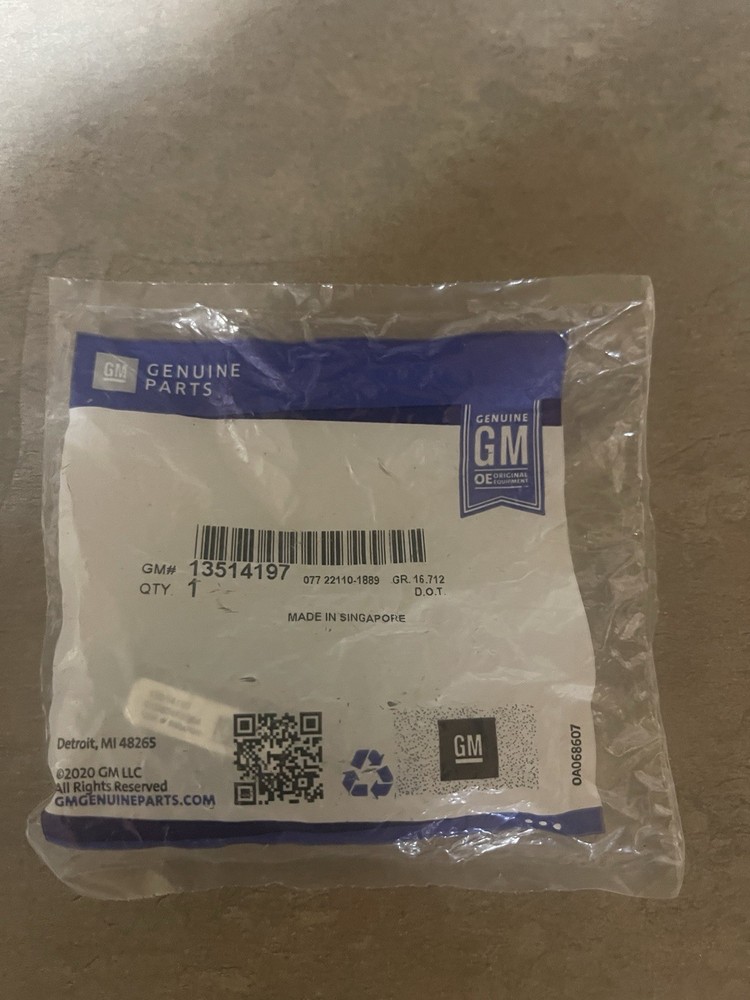 GM GENUINE
PARTS
GENUINE
GM
OE ORIGINAL
EQUIPMENT
GM# 13514197 077 22110-1889 GR. 16.712
QTY. 1 D.O.T.
MADE IN SINGAPORE
Detroit, MI 48265
©2020 GM LLC
All Rights Reserved
GMGENUINEPARTS.COM
GM
0A068607